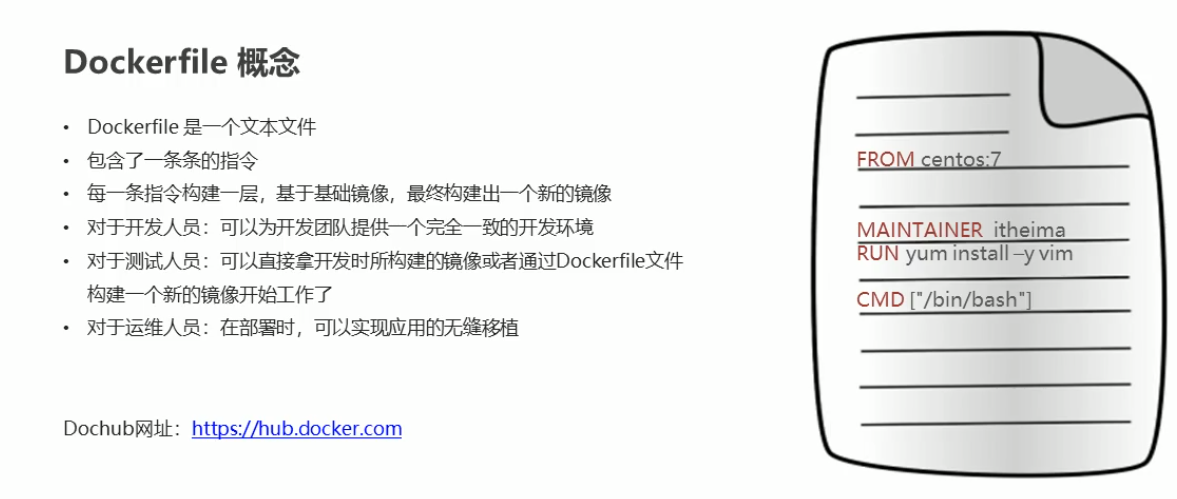 Dockerfile 概念
• Dockerfile 是一个文本文件
• 包含了一条条的指令
• 每一条指令构建一层，基于基础镜像，最终构建出一个新的镜像
• 对于开发人员：可以为开发团队提供一个完全一致的开发环境
• 对于测试人员：可以直接拿开发时所构建的镜像或者通过Dockerfile文件
构建一个新的镜像开始工作了
• 对于运维人员：在部署时，可以实现应用的无缝移植
Dochub网址：https://hub.docker.com
FROM centos:7
MAINTAINER itheima
RUN yum install –y vim
CMD ["/bin/bash"]